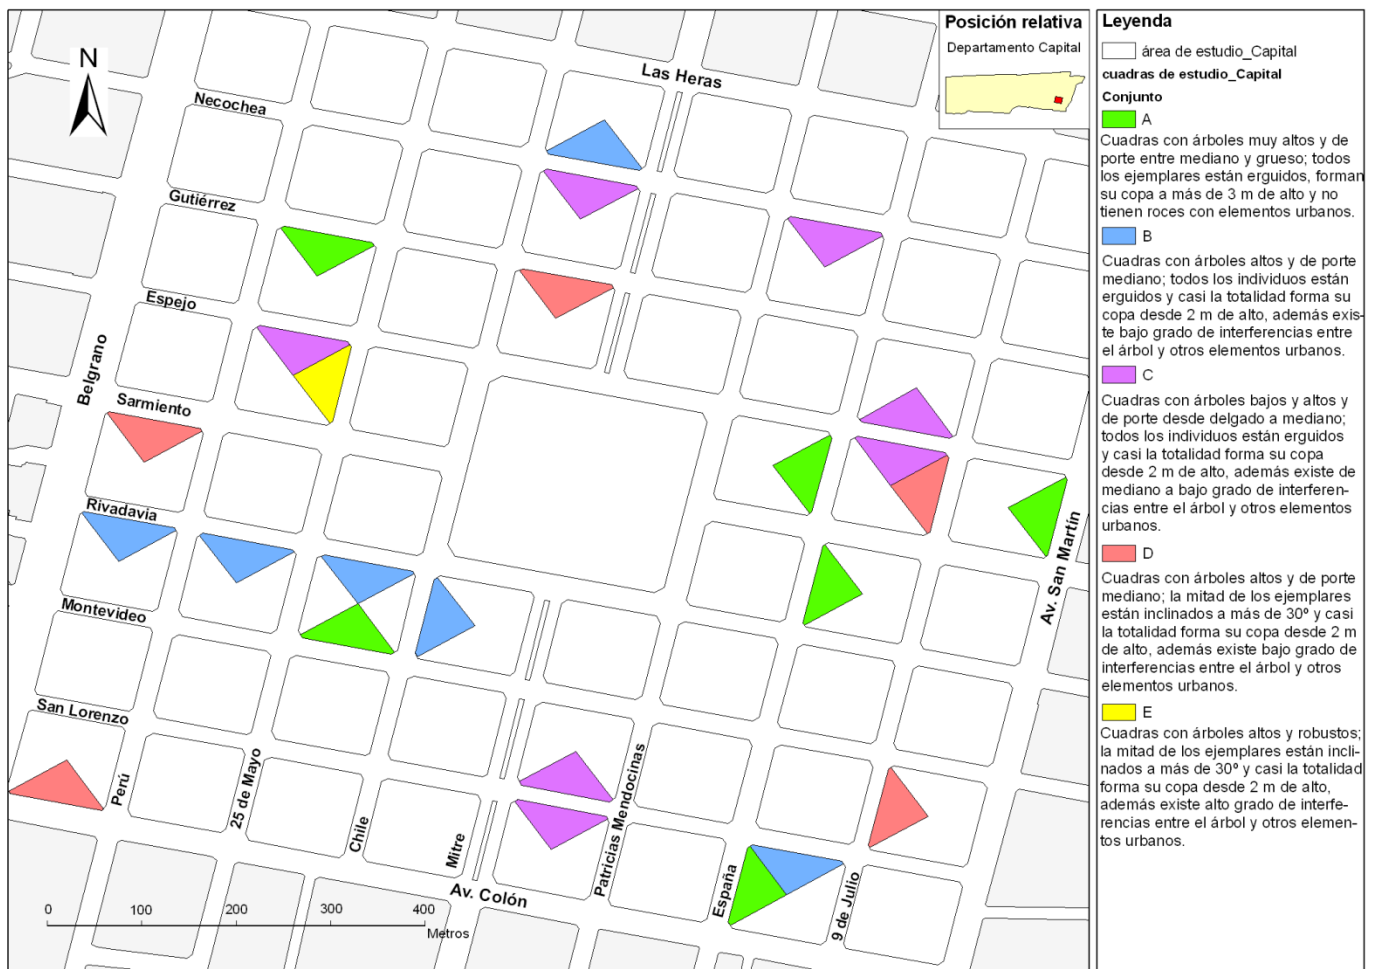 N
Las Heras
Necochea
Gutiérrez
Espejo
Belgrano
Sarmiento
Rivadavia
Montevideo
San Lorenzo
Perú
25 de Mayo
Chile
Mitre
Patricias Mendocinas
España
9 de Julio
Av. San Martín
Av. Colón
0 100 200 300 400
Metros
Posición relativa
Departamento Capital
Leyenda
área de estudio_Capital
cuadras de estudio_Capital
Conjunto
A
Cuadras con árboles muy altos y de
porte entre mediano y grueso; todos
los ejemplares están erguidos, forman
su copa a más de 3 m de alto y no
tienen roces con elementos urbanos.
B
Cuadras con árboles altos y de porte
mediano; todos los individuos están
erguidos y casi la totalidad forma su
copa desde 2 m de alto, además exis-
te bajo grado de interferencias entre
el árbol y otros elementos urbanos.
C
Cuadras con árboles bajos y altos y
de porte desde delgado a mediano;
todos los individuos están erguidos
y casi la totalidad forma su copa
desde 2 m de alto, además existe de
mediano a bajo grado de interferen-
cias entre el árbol y otros elementos
urbanos.
D
Cuadras con árboles altos y de porte
mediano; la mitad de los ejemplares
están inclinados a más de 30º y casi
la totalidad forma su copa desde 2 m
de alto, además existe bajo grado de
interferencias entre el árbol y otros
elementos urbanos.
E
Cuadras con árboles altos y robustos;
la mitad de los ejemplares están incli-
nados a más de 30º y casi la totalidad
forma su copa desde 2 m de alto,
además existe alto grado de interfe-
rencias entre el árbol y otros elemen-
tos urbanos.